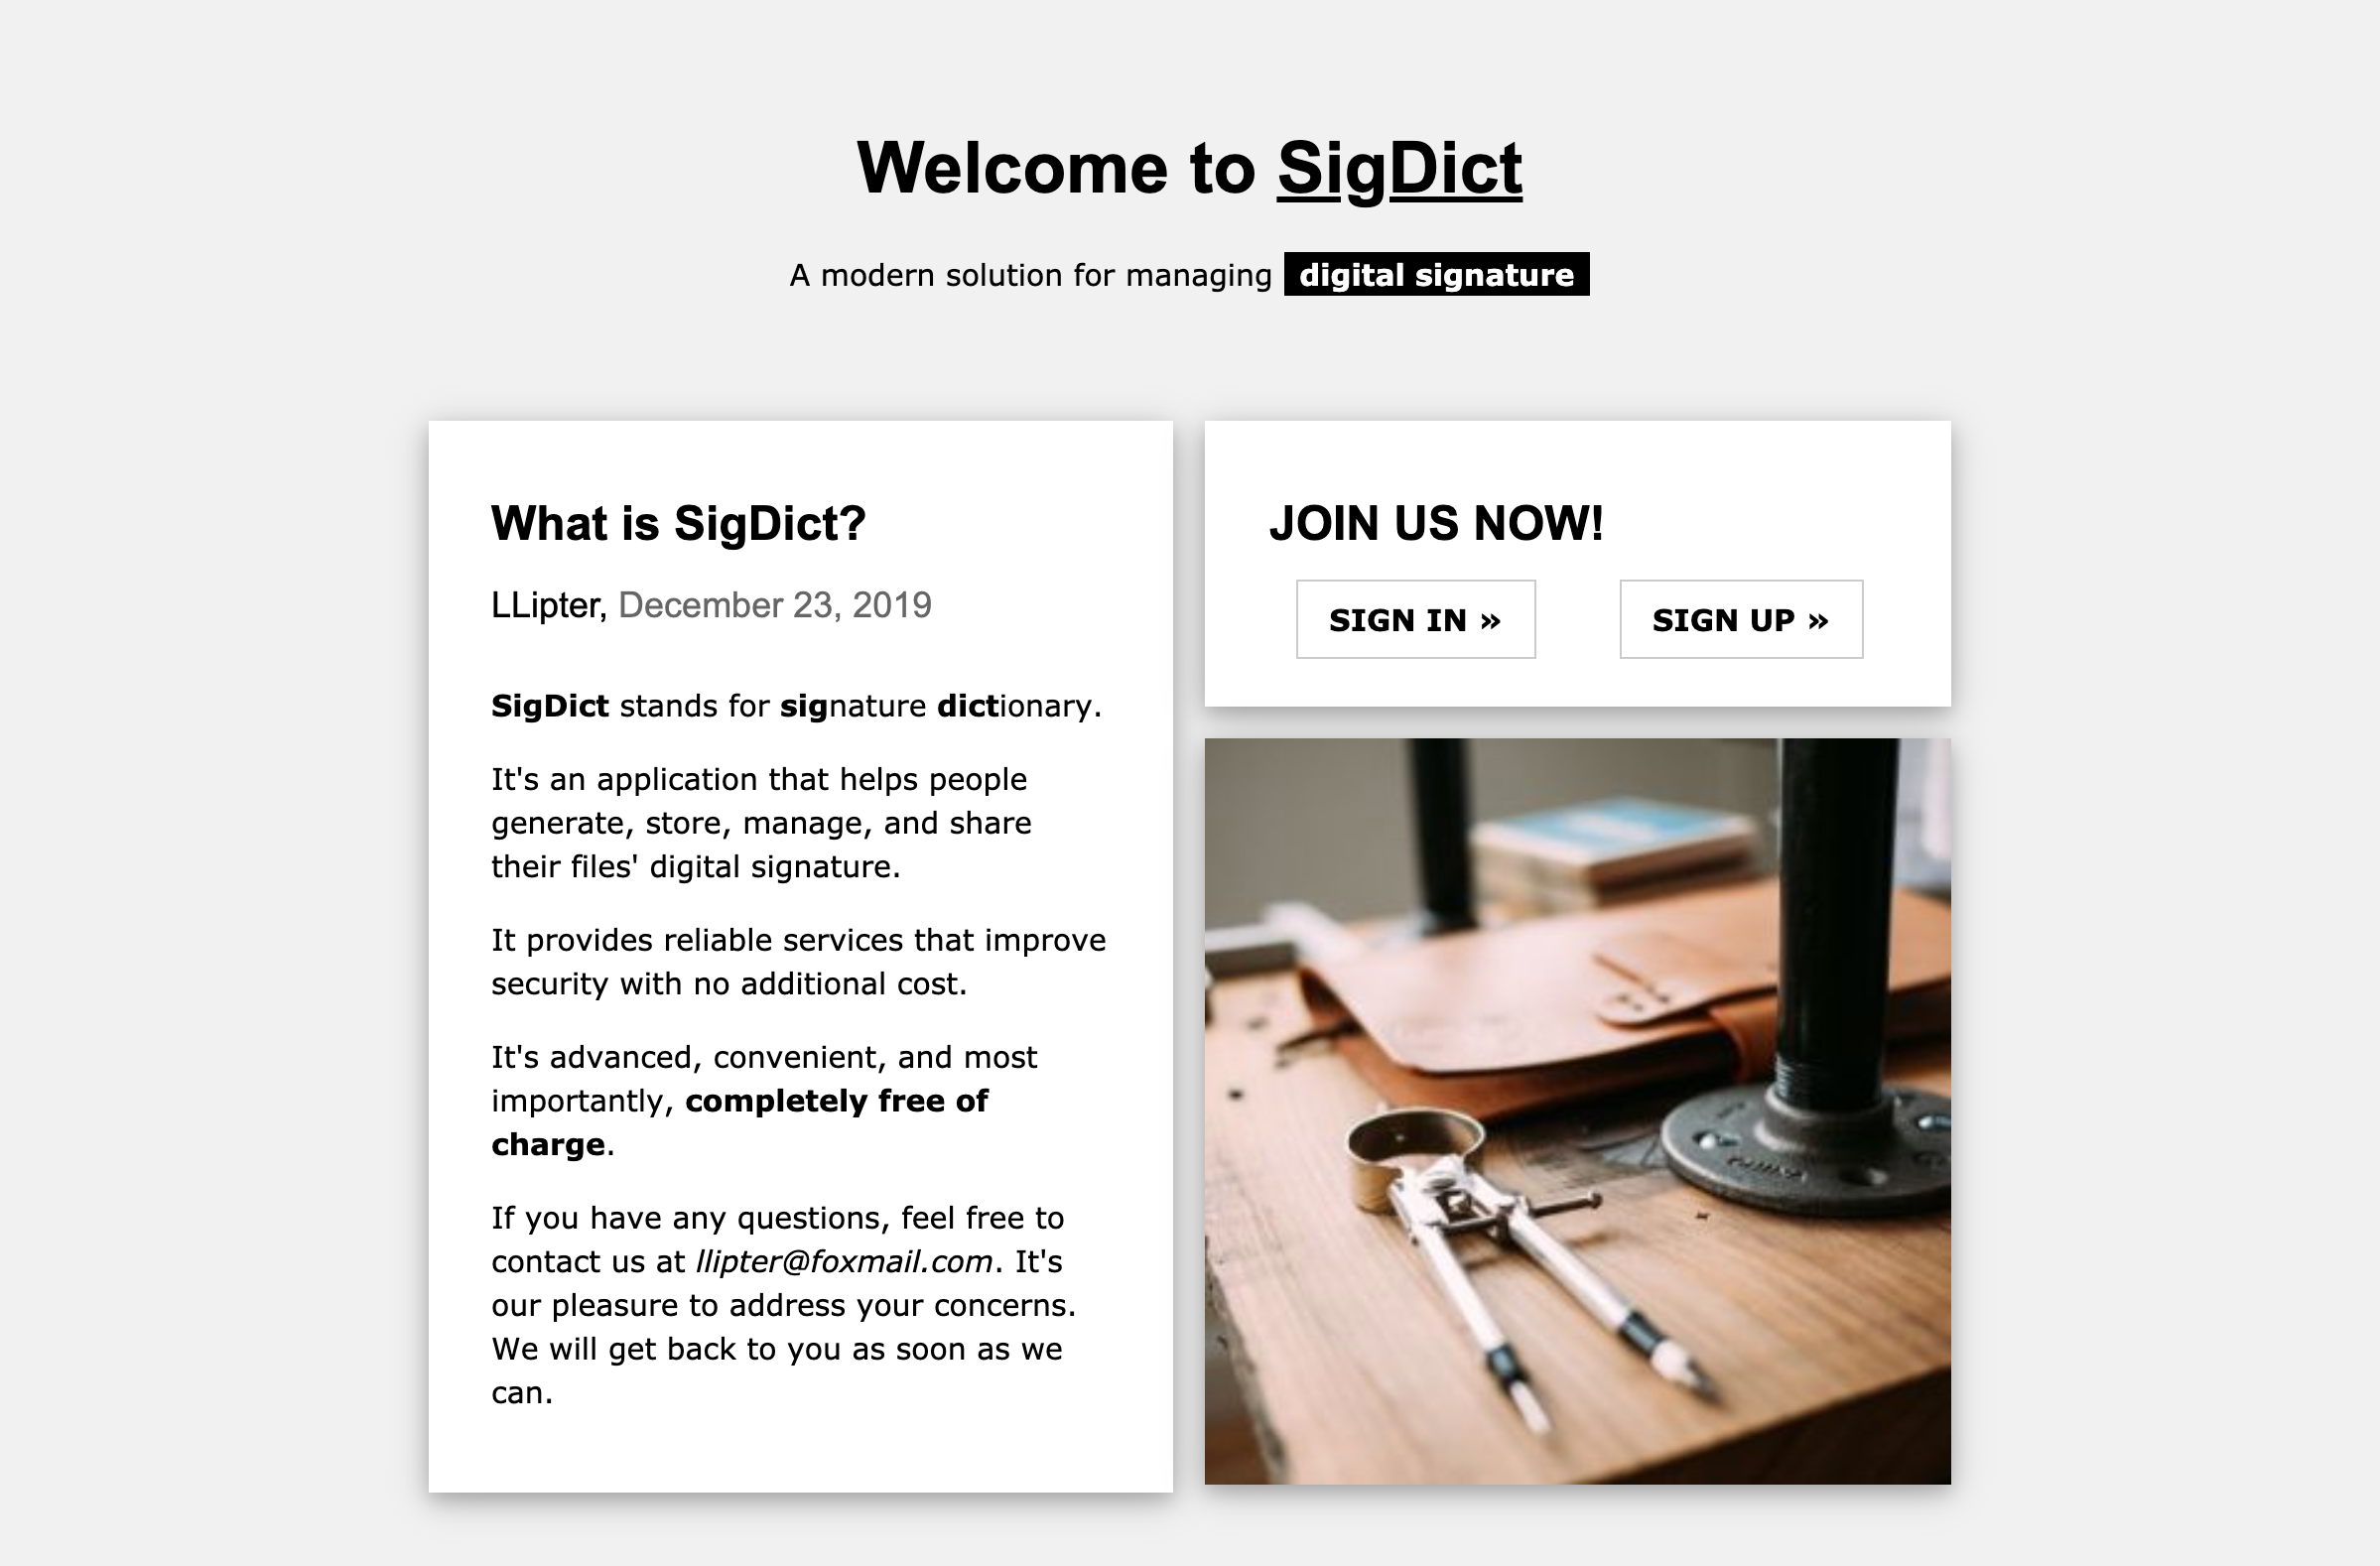 Welcome to SigDict
A modern solution for managing digital signature
What is SigDict?
LLipter, December 23, 2019
SigDict stands for signature dictionary.
It's an application that helps people
generate, store, manage, and share
their files' digital signature.
It provides reliable services that improve
security with no additional cost.
It's advanced, convenient, and most
importantly, completely free of
charge.
If you have any questions, feel free to
contact us at llipter@foxmail.com. It's
our pleasure to address your concerns.
We will get back to you as soon as we
can.
JOIN US NOW!
SIGN IN »
SIGN UP »